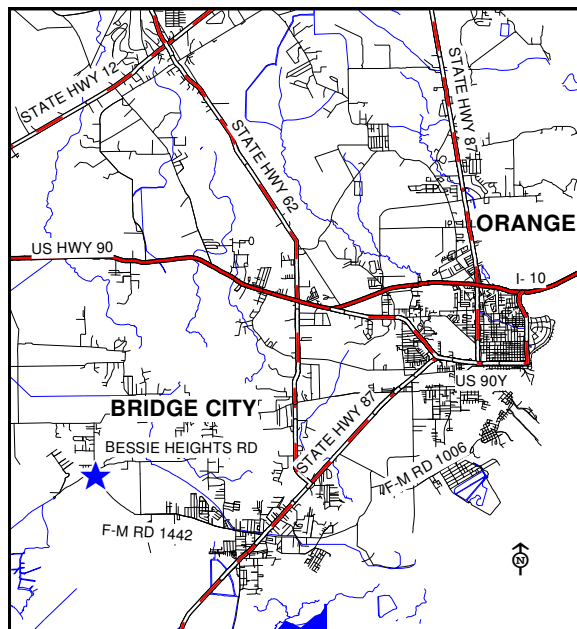 STATE HWY 12
STATE HWY 87
STATE HWY 62
ORANGE
US HWY 90
I- 10
US 90Y
BRIDGE CITY
STATE HWY 87
BESSIE HEIGHTS RD
F-M RD 1006
F-M RD 1442
N